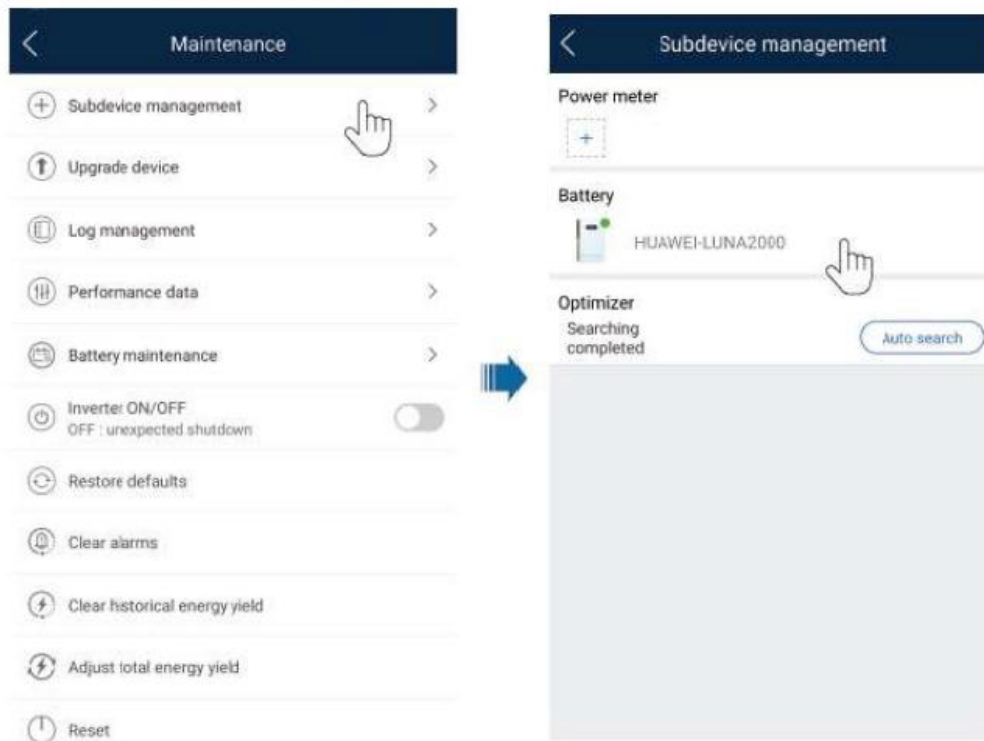 Maintenance
Subdevice management
Upgrade device
Log management
Performance data
Battery maintenance
Inverter ON/OFF
OFF : unexpected shutdown
Restore defaults
Clear alarms
Clear historical energy yield
Adjust total energy yield
Reset
Subdevice management
Power meter
+
Battery
HUAWEI-LUNA2000
Optimizer
Searching
completed
Auto search